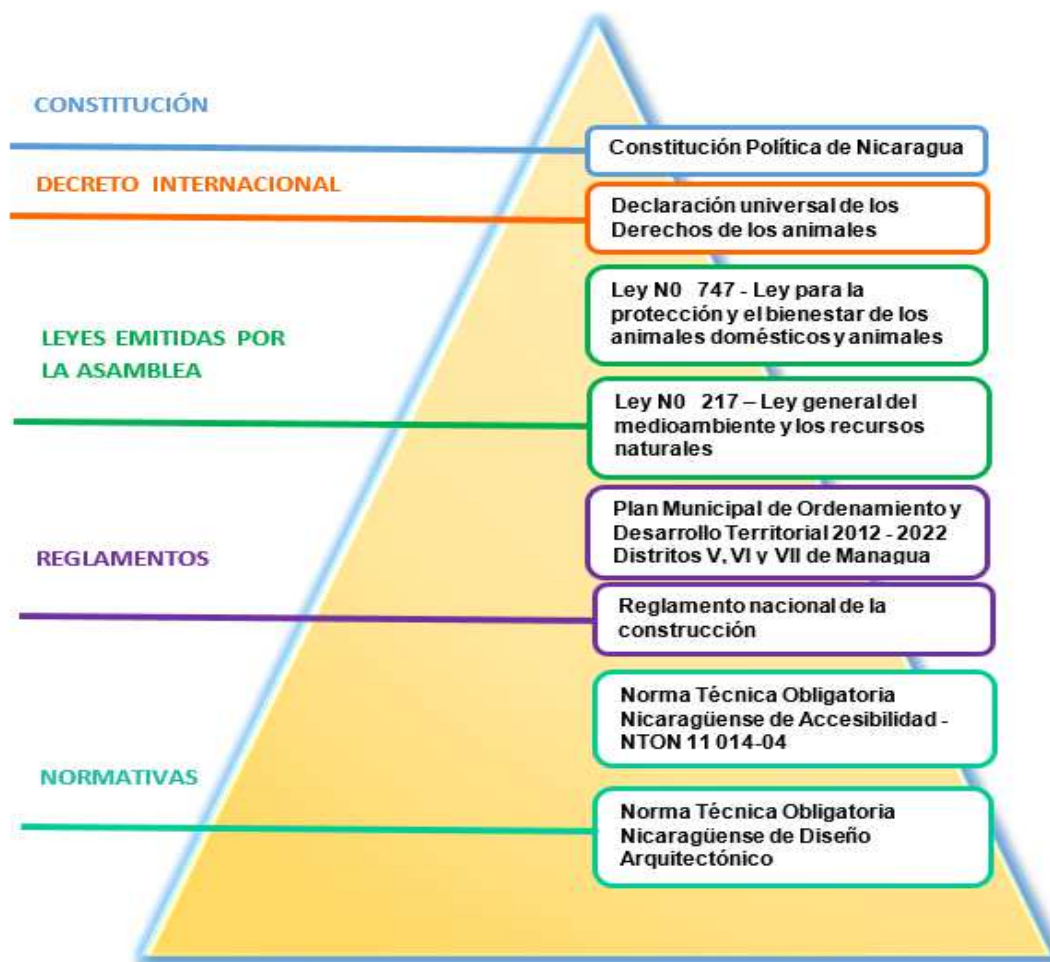 CONSTITUCIÓN
Constitución Política de Nicaragua
DECRETO INTERNACIONAL
Declaración universal de los
Derechos de los animales
LEYES EMITIDAS POR
LA ASAMBLEA
Ley N0 747 - Ley para la
protección y el bienestar de los
animales domésticos y animales
Ley N0 217 – Ley general del
medioambiente y los recursos
naturales
REGLAMENTOS
Plan Municipal de Ordenamiento y
Desarrollo Territorial 2012 - 2022
Distritos V, VI y VII de Managua
Reglamento nacional de la
construcción
NORMATIVAS
Norma Técnica Obligatoria
Nicaragüense de Accesibilidad -
NTON 11 014-04
Norma Técnica Obligatoria
Nicaragüense de Diseño
Arquitectónico